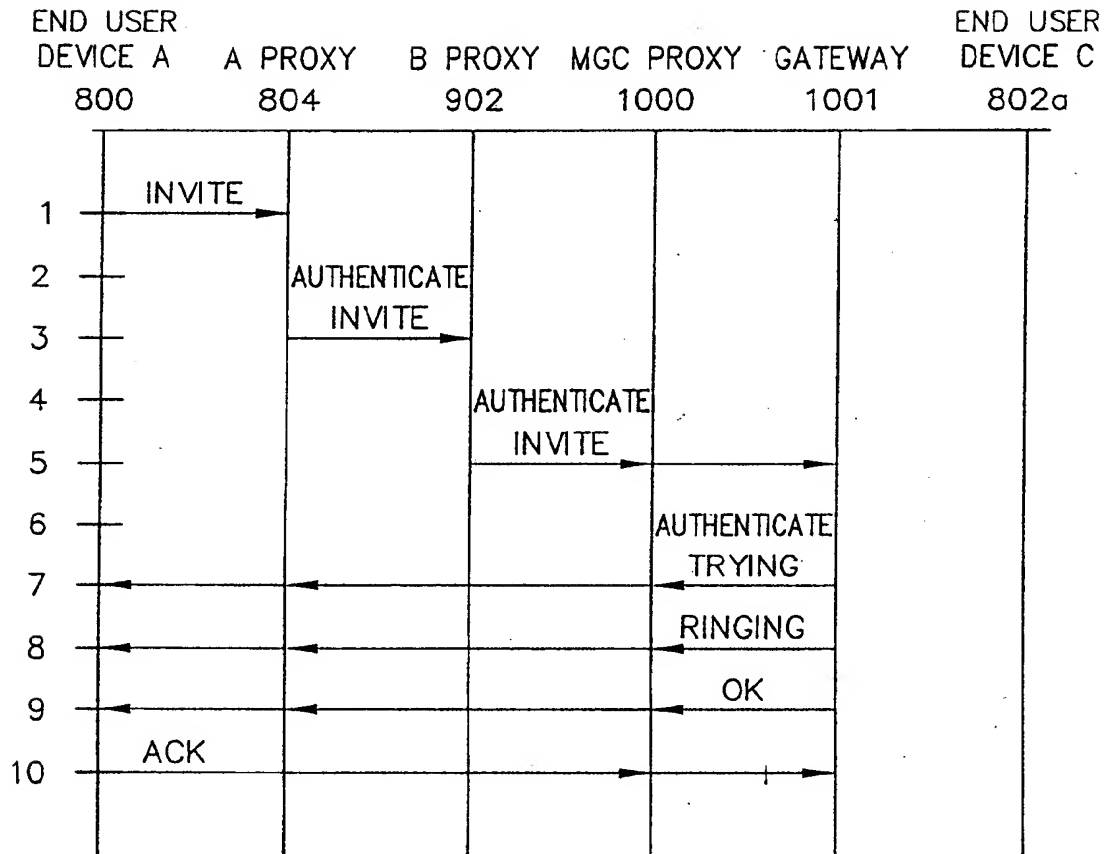 END USER DEVICE A
A PROXY
B PROXY
MGC PROXY
GATEWAY
END USER DEVICE C
800 804 902 1000 1001 802a
1 INVITE
2 AUTHENTICATE
3 INVITE
4 AUTHENTICATE
5 INVITE
6 AUTHENTICATE
7 TRYING
8 RINGING
9 OK
10 ACK